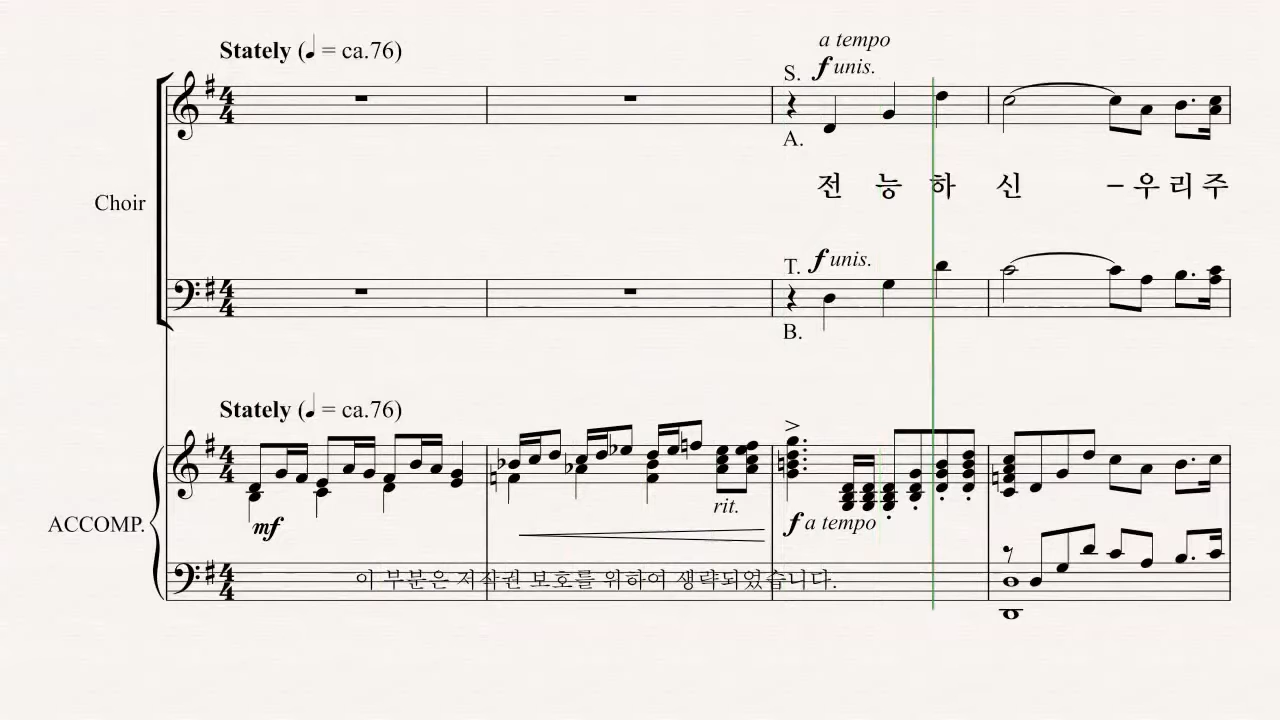 Stately (♩ = ca.76)
a tempo
S. f unis.
A.
Choir
전 능 하 신 – 우 리 주
T. f unis.
B.
Stately (♩ = ca.76)
ACCOMP.
mf
rit.
f a tempo
이 부분은 저작권 보호를 위하여 생략되었습니다.